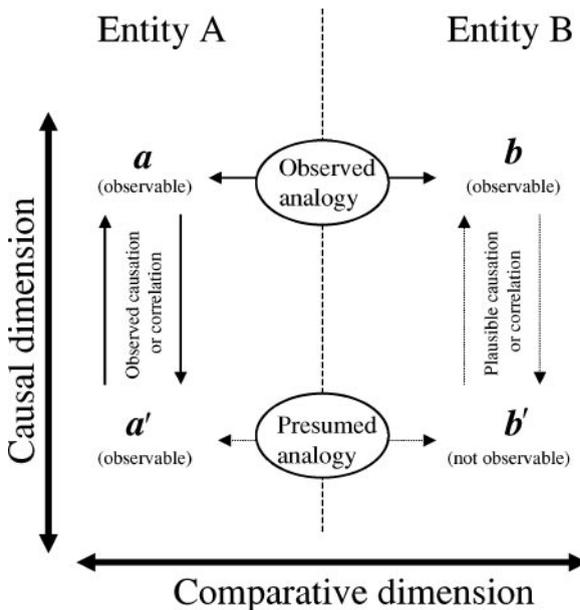 Entity A
Entity B
a
(observable)
Observed
analogy
b
(observable)
Causal dimension
Observed causation
or correlation
Plausible causation
or correlation
a'
(observable)
Presumed
analogy
b'
(not observable)
Comparative dimension